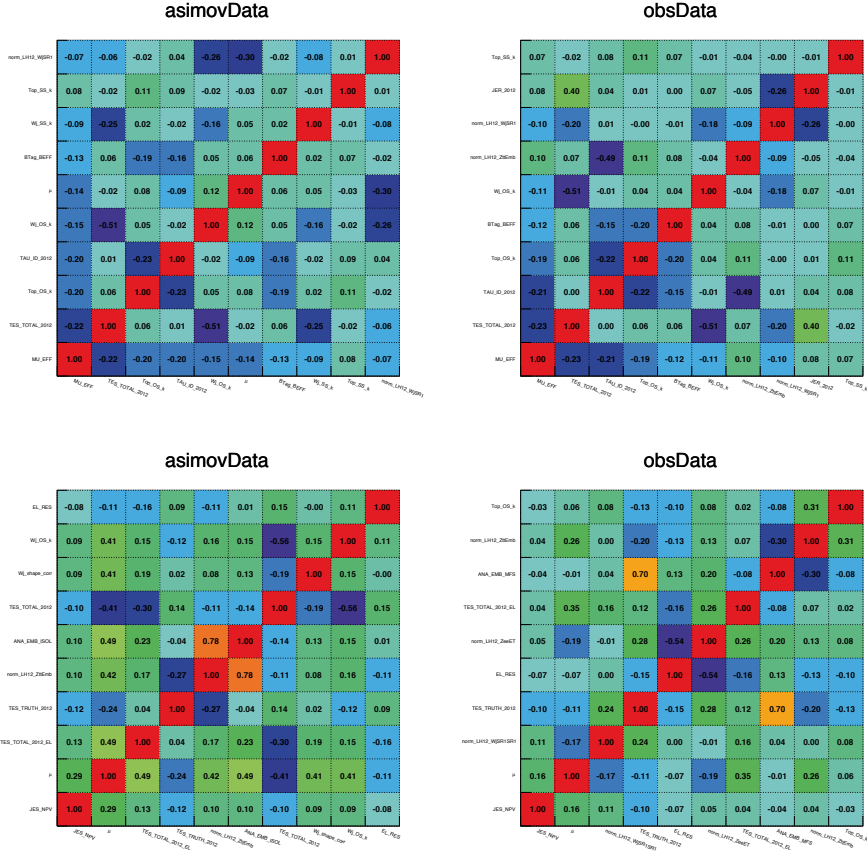 asimovData
norm_LH12_WjSR1 -0.07 -0.06 -0.02 0.04 -0.26 -0.30 -0.02 -0.08 0.01 1.00
Top_SS_k 0.08 -0.02 0.11 0.09 -0.02 -0.03 0.07 -0.01 1.00 0.01
Wj_SS_k -0.09 -0.25 0.02 -0.02 -0.16 0.05 0.02 1.00 -0.01 -0.08
BTag_BEFF -0.13 0.06 -0.19 -0.16 0.05 0.06 1.00 0.02 0.07 -0.02
μ -0.14 -0.02 0.08 -0.09 0.12 1.00 0.06 0.05 -0.03 -0.30
Wj_OS_k -0.15 -0.51 0.05 -0.02 1.00 0.12 0.05 -0.16 -0.02 -0.26
TAU_ID_2012 -0.20 0.01 -0.23 1.00 -0.02 -0.09 -0.16 -0.02 0.09 0.04
Top_OS_k -0.20 0.06 1.00 -0.23 0.05 0.08 -0.19 0.02 0.11 -0.02
TES_TOTAL_2012 -0.22 1.00 0.06 0.01 -0.51 -0.02 0.06 -0.25 -0.02 -0.06
MU_EFF 1.00 -0.22 -0.20 -0.20 -0.15 -0.14 -0.13 -0.09 0.08 -0.07
MU_EFF TES_TOTAL_2012 Top_OS_k TAU_ID_2012 Wj_OS_k μ BTag_BEFF Wj_SS_k Top_SS_k norm_LH12_WjSR1
obsData
Top_SS_k 0.07 -0.02 0.08 0.11 0.07 -0.01 -0.04 -0.00 -0.01 1.00
JER_2012 0.08 0.40 0.04 0.01 0.00 0.07 -0.05 -0.26 1.00 -0.01
norm_LH12_WjSR1 -0.10 -0.20 0.01 -0.00 -0.01 -0.18 -0.09 1.00 -0.26 -0.00
norm_LH12_ZttEmb 0.10 0.07 -0.49 0.11 0.08 -0.04 1.00 -0.09 -0.05 -0.04
Wj_OS_k -0.11 -0.51 -0.01 0.04 0.04 1.00 -0.04 -0.18 0.07 -0.01
BTag_BEFF -0.12 0.06 -0.15 -0.20 1.00 0.04 0.08 -0.01 0.00 0.07
Top_OS_k -0.19 0.06 -0.22 1.00 -0.20 0.04 0.11 -0.00 0.01 0.11
TAU_ID_2012 -0.21 0.00 1.00 -0.22 -0.15 -0.01 -0.49 0.01 0.04 0.08
TES_TOTAL_2012 -0.23 1.00 0.00 0.06 0.06 -0.51 0.07 -0.20 0.40 -0.02
MU_EFF 1.00 -0.23 -0.21 -0.19 -0.12 -0.11 0.10 -0.10 0.08 0.07
MU_EFF TES_TOTAL_2012 TAU_ID_2012 Top_OS_k BTag_BEFF Wj_OS_k norm_LH12_ZttEmb norm_LH12_WjSR1 JER_2012 Top_SS_k
asimovData
EL_RES -0.08 -0.11 -0.16 0.09 -0.11 0.01 0.15 -0.00 0.11 1.00
Wj_OS_k 0.09 0.41 0.15 -0.12 0.16 0.15 -0.56 0.15 1.00 0.11
Wj_shape_corr 0.09 0.41 0.19 0.02 0.08 0.13 -0.19 1.00 0.15 -0.00
TES_TOTAL_2012 -0.10 -0.41 -0.30 0.14 -0.11 -0.14 1.00 -0.19 -0.56 0.15
ANA_EMB_ISOL 0.10 0.49 0.23 -0.04 0.78 1.00 -0.14 0.13 0.15 0.01
norm_LH12_ZttEmb 0.10 0.42 0.17 -0.27 1.00 0.78 -0.11 0.08 0.16 -0.11
TES_TRUTH_2012 -0.12 -0.24 0.04 1.00 -0.27 -0.04 0.14 0.02 -0.12 0.09
TES_TOTAL_2012_EL 0.13 0.49 1.00 0.04 0.17 0.23 -0.30 0.19 0.15 -0.16
μ 0.29 1.00 0.49 -0.24 0.42 0.49 -0.41 0.41 0.41 -0.11
JES_NPV 1.00 0.29 0.13 -0.12 0.10 0.10 -0.10 0.09 0.09 -0.08
JES_NPV μ TES_TOTAL_2012_EL TES_TRUTH_2012 norm_LH12_ZttEmb ANA_EMB_ISOL TES_TOTAL_2012 Wj_shape_corr Wj_OS_k EL_RES
obsData
Top_OS_k -0.03 0.06 0.08 -0.13 -0.10 0.08 0.02 -0.08 0.31 1.00
norm_LH12_ZttEmb 0.04 0.26 0.00 -0.20 -0.13 0.13 0.07 -0.30 1.00 0.31
ANA_EMB_MFS -0.04 -0.01 0.04 0.70 0.13 0.20 -0.08 1.00 -0.30 -0.08
TES_TOTAL_2012_EL 0.04 0.35 0.16 0.12 -0.16 0.26 1.00 -0.08 0.07 0.02
norm_LH12_ZeeET 0.05 -0.19 -0.01 0.28 -0.54 1.00 0.26 0.20 0.13 0.08
EL_RES -0.07 -0.07 0.00 -0.15 1.00 -0.54 -0.16 0.13 -0.13 -0.10
TES_TRUTH_2012 -0.10 -0.11 0.24 1.00 -0.15 0.28 0.12 0.70 -0.20 -0.13
norm_LH12_WjSR1SR1 0.11 -0.17 1.00 0.24 0.00 -0.01 0.16 0.04 0.00 0.08
μ 0.16 1.00 -0.17 -0.11 -0.07 -0.19 0.35 -0.01 0.26 0.06
JES_NPV 1.00 0.16 0.11 -0.10 -0.07 0.05 0.04 -0.04 0.04 -0.03
JES_NPV μ norm_LH12_WjSR1SR1 TES_TRUTH_2012 EL_RES norm_LH12_ZeeET TES_TOTAL_2012_EL ANA_EMB_MFS norm_LH12_ZttEmb Top_OS_k